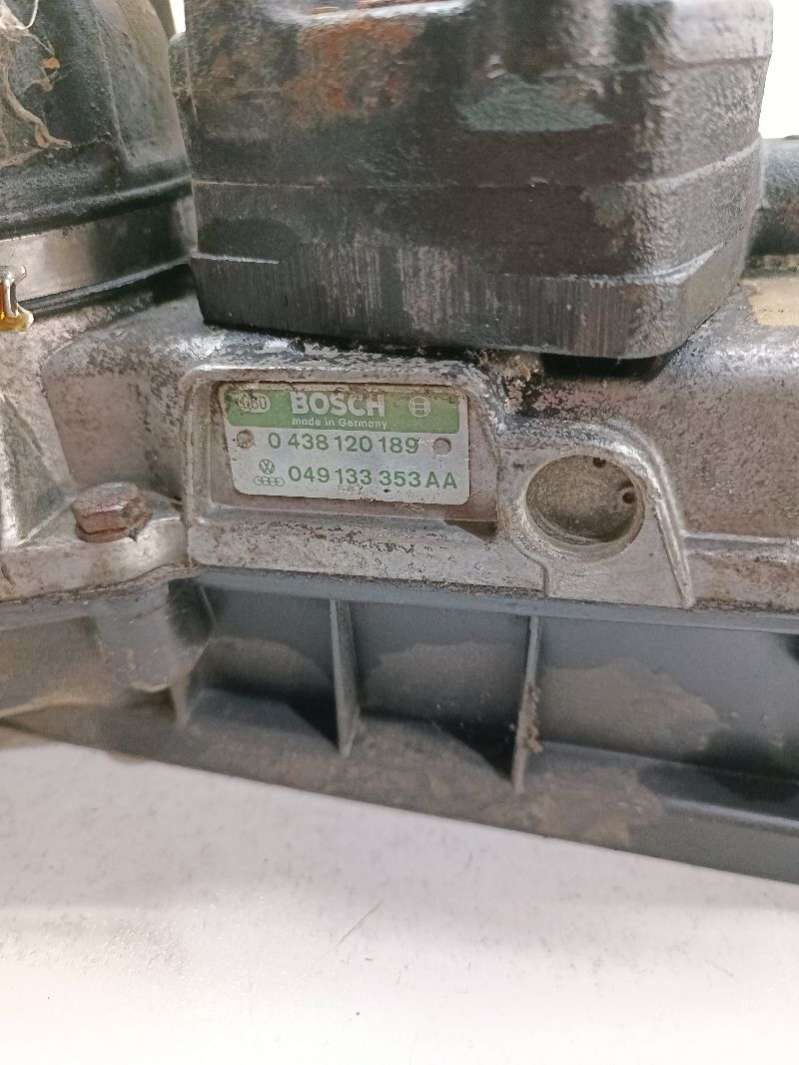 BOSCH
made in Germany
0 438 120 189
049 133 353 AA